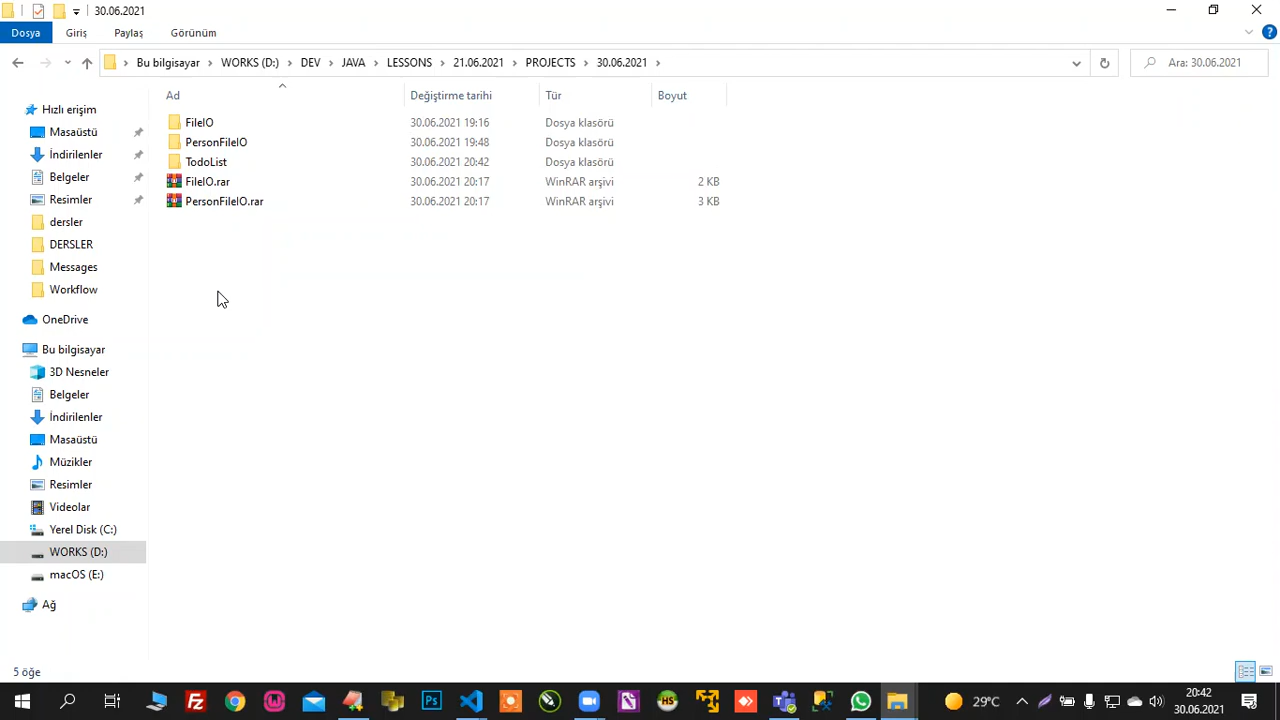 30.06.2021
Dosya Giriş Paylaş Görünüm
Bu bilgisayar WORKS (D:) DEV JAVA LESSONS 21.06.2021 PROJECTS 30.06.2021 Ara: 30.06.2021
Ad Değiştirme tarihi Tür Boyut
FileIO 30.06.2021 19:16 Dosya klasörü
PersonFileIO 30.06.2021 19:48 Dosya klasörü
TodoList 30.06.2021 20:42 Dosya klasörü
FileIO.rar 30.06.2021 20:17 WinRAR arşivi 2 KB
PersonFileIO.rar 30.06.2021 20:17 WinRAR arşivi 3 KB
Hızlı erişim
Masaüstü
İndirilenler
Belgeler
Resimler
dersler
DERSLER
Messages
Workflow
OneDrive
Bu bilgisayar
3D Nesneler
Belgeler
İndirilenler
Masaüstü
Müzikler
Resimler
Videolar
Yerel Disk (C:)
WORKS (D:)
macOS (E:)
Ağ
5 öğe
Ps
HS
29°C
20:42
30.06.2021